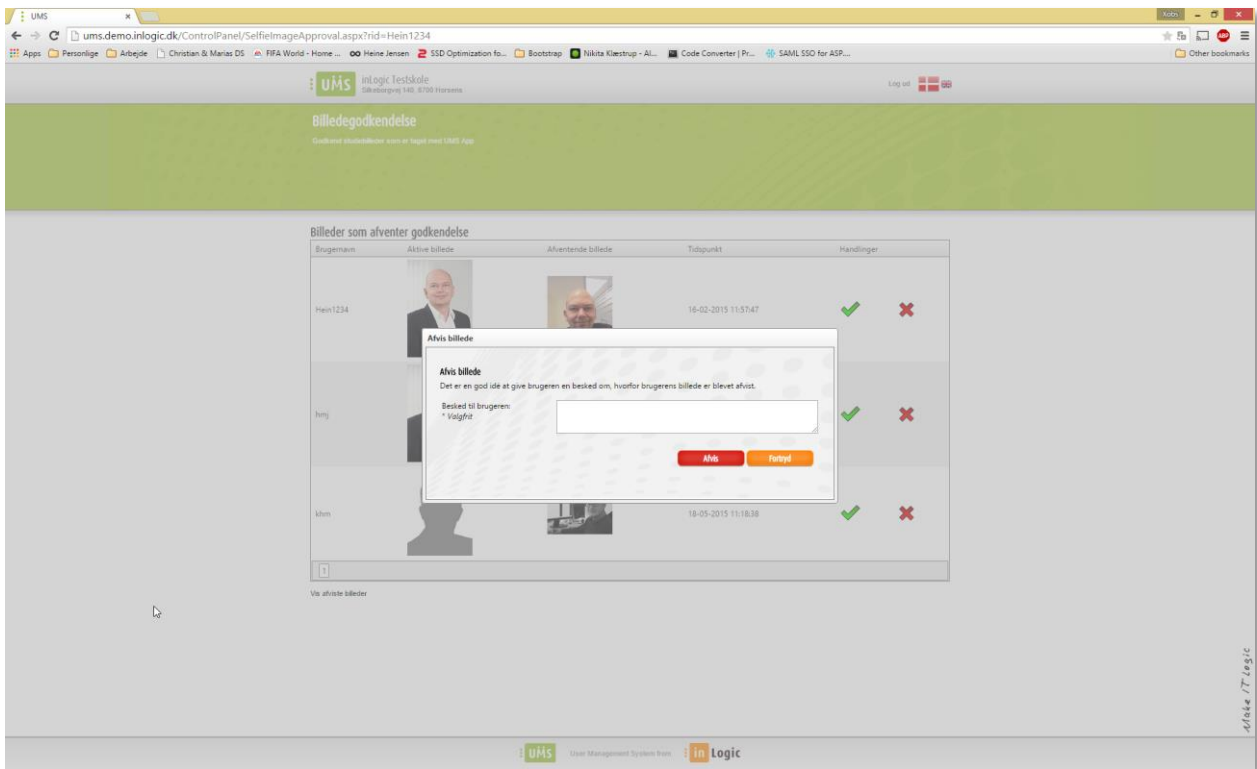 UMS
Kobs
ums.demo.inlogic.dk/ControlPanel/SelfieImageApproval.aspx?rid=Hein1234
Apps Personlige Arbejde Christian & Marias DS FIFA World - Home ... Heine Jensen SSD Optimization fo... Bootstrap Nikita Klæstrup - Al... Code Converter | Pr... SAML SSO for ASP.... Other bookmarks
UMS inLogic Testskole
Silkeborgvej 140, 8700 Horsens
Log ud
Billedegodkendelse
Godkend studiebilleder som er taget med UMS App
Billeder som afventer godkendelse
Brugernavn Aktive billede Afventende billede Tidspunkt Handlinger
Hein1234 16-02-2015 11:57:47
Afvis billede
Afvis billede
Det er en god idé at give brugeren en besked om, hvorfor brugerens billede er blevet afvist.
Besked til brugeren:
* Valgfrit
hmj
Afvis Fortryd
khm 18-05-2015 11:18:38
1
Vis afviste billeder
Make IT Logic
UMS User Management System from in Logic